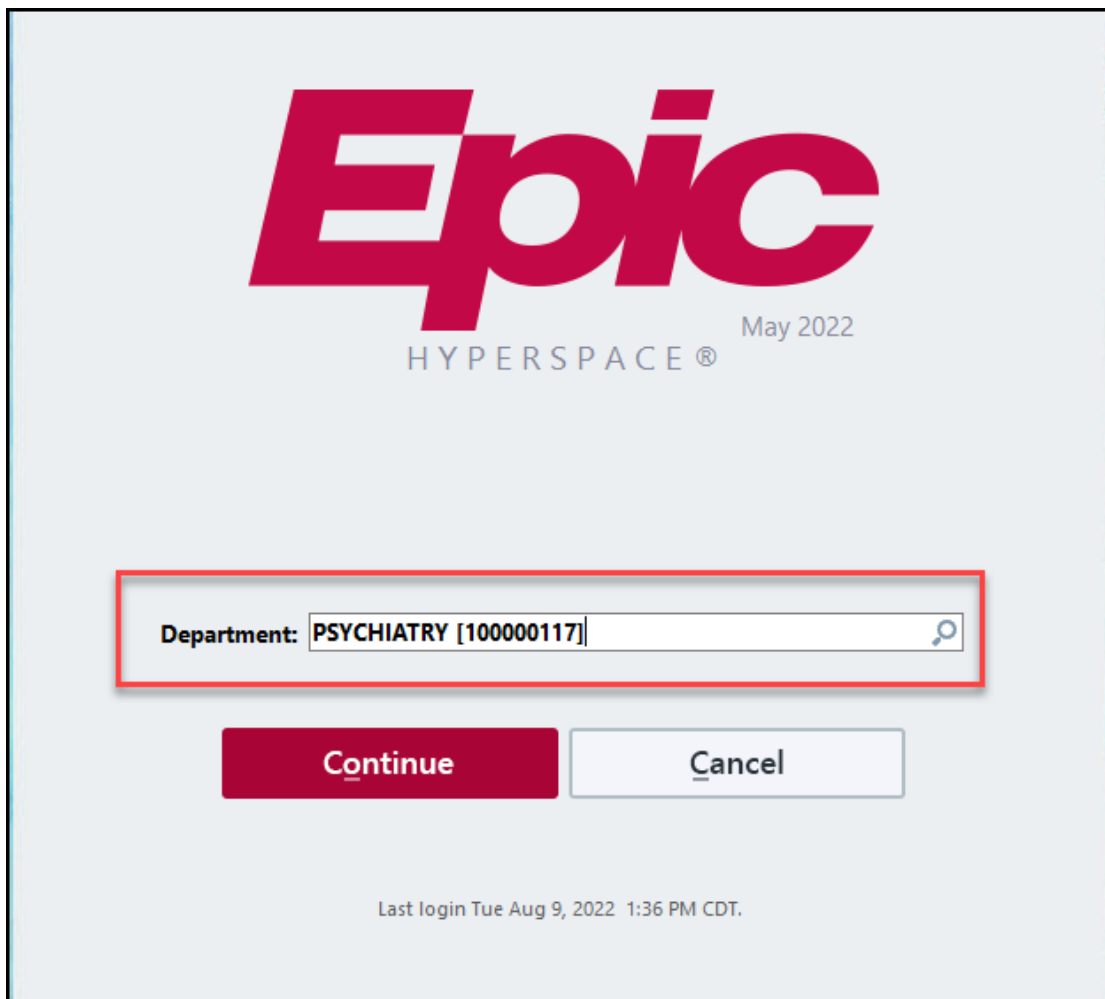 Epic
May 2022
HYPERSPACE®
Department: PSYCHIATRY [100000117]
Continue Cancel
Last login Tue Aug 9, 2022 1:36 PM CDT.